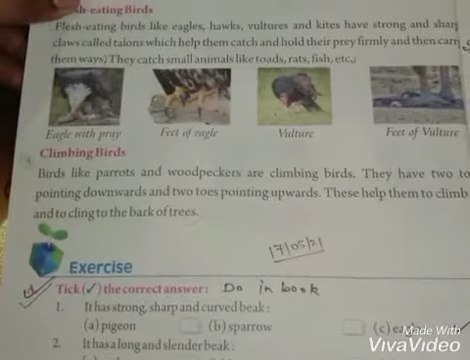 sh-eating Birds
Flesh-eating birds like eagles, hawks, vultures and kites have strong and sharp
claws called talons which help them catch and hold their prey firmly and then carry
them ways) They catch small animals like toads, rats, fish, etc.,
Eagle with pray Feet of eagle Vulture Feet of Vulture
Climbing Birds
Birds like parrots and woodpeckers are climbing birds. They have two to
pointing downwards and two toes pointing upwards. These help them to climb
and to cling to the bark of trees.
17/05/21
Exercise
Tick (✓) the correct answer: Do in book
1. It has strong, sharp and curved beak:
(a) pigeon (b) sparrow (c)
2. It has a long and slender beak:
Made With
VivaVideo